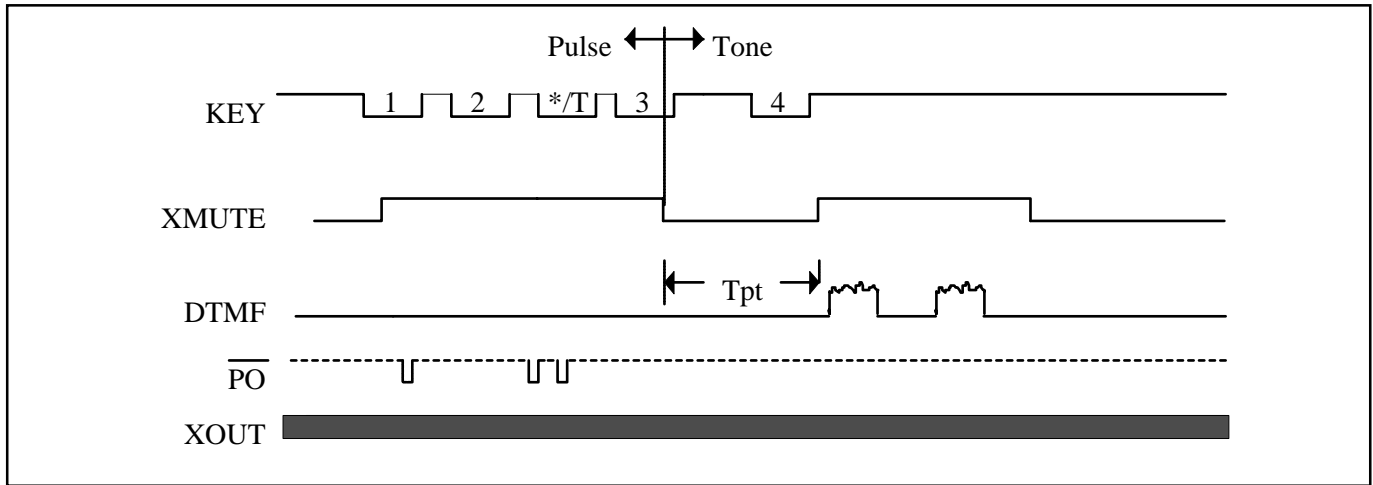 Pulse Tone
KEY 1 2 */T 3 4
XMUTE
Tpt
DTMF
PO
XOUT